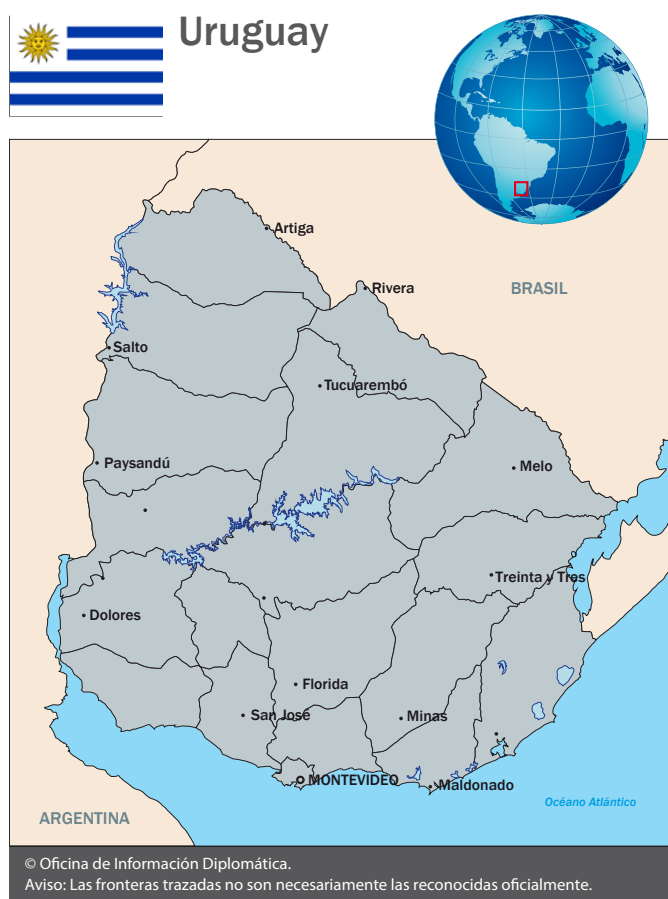 Uruguay
Artiga
Rivera
BRASIL
Salto
Tucuarembó
Paysandú
Melo
Treinta y Tres
Dolores
Florida
San José
Minas
MONTEVIDEO
Maldonado
Océano Atlántico
ARGENTINA
© Oficina de Información Diplomática.
Aviso: Las fronteras trazadas no son necesariamente las reconocidas oficialmente.